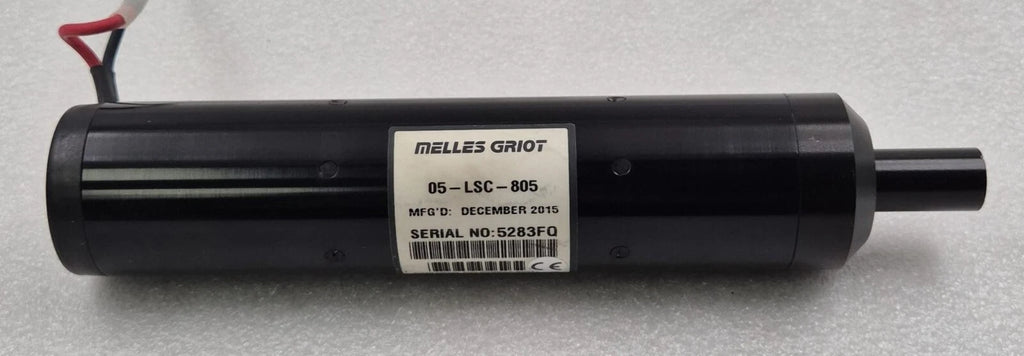 MELLES GRIOT
05-LSC-805
MFG'D: DECEMBER 2015
SERIAL NO:5283FQ
CE